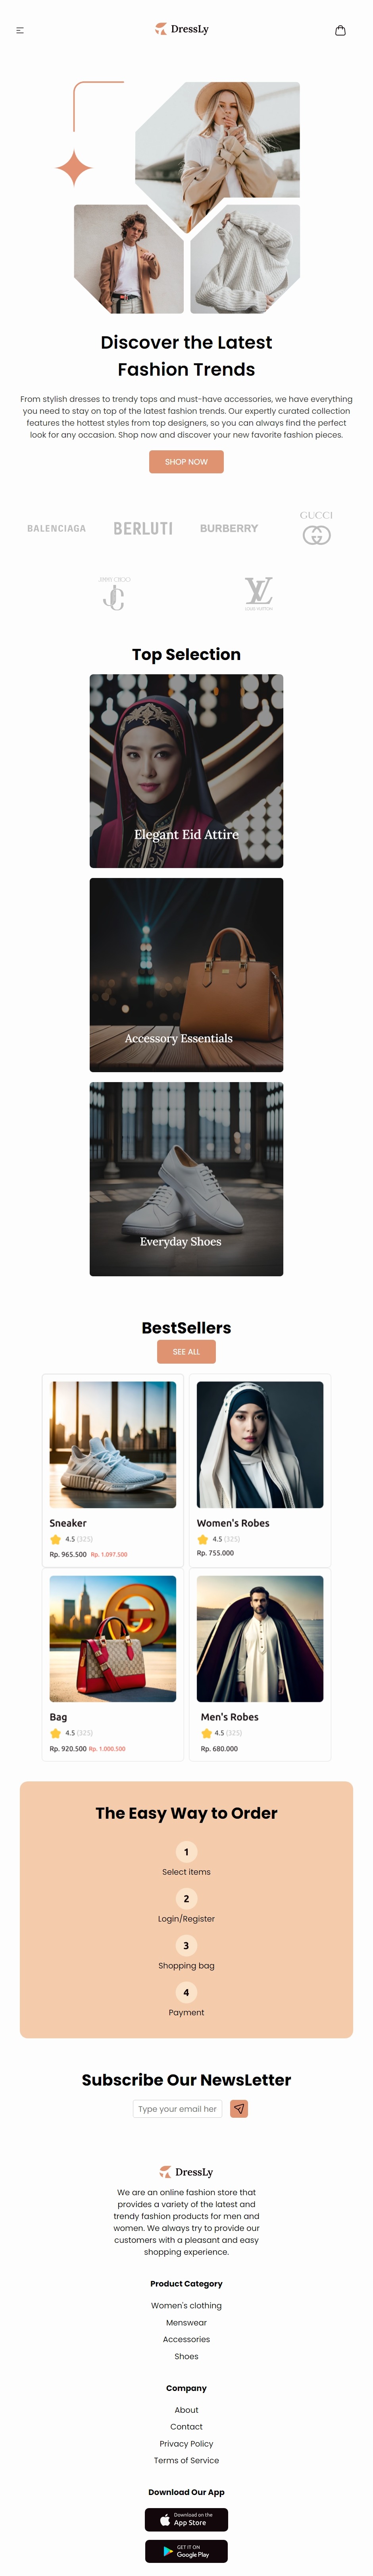 DressLy
Discover the Latest
Fashion Trends
From stylish dresses to trendy tops and must-have accessories, we have everything
you need to stay on top of the latest fashion trends. Our expertly curated collection
features the hottest styles from top designers, so you can always find the perfect
look for any occasion. Shop now and discover your new favorite fashion pieces.
SHOP NOW
BALENCIAGA
BERLUTI
BURBERRY
GUCCI
JIMMY CHOO
JC
LV
LOUIS VUITTON
Top Selection
Elegant Eid Attire
Accessory Essentials
Everyday Shoes
BestSellers
SEE ALL
Sneaker
4.5 (325)
Rp. 965.500 Rp. 1.097.500
Women's Robes
4.5 (325)
Rp. 755.000
Bag
4.5 (325)
Rp. 920.500 Rp. 1.000.500
Men's Robes
4.5 (325)
Rp. 680.000
The Easy Way to Order
1
Select items
2
Login/Register
3
Shopping bag
4
Payment
Subscribe Our NewsLetter
Type your email her
DressLy
We are an online fashion store that
provides a variety of the latest and
trendy fashion products for men and
women. We always try to provide our
customers with a pleasant and easy
shopping experience.
Product Category
Women's clothing
Menswear
Accessories
Shoes
Company
About
Contact
Privacy Policy
Terms of Service
Download Our App
Download on the
App Store
GET IT ON
Google Play